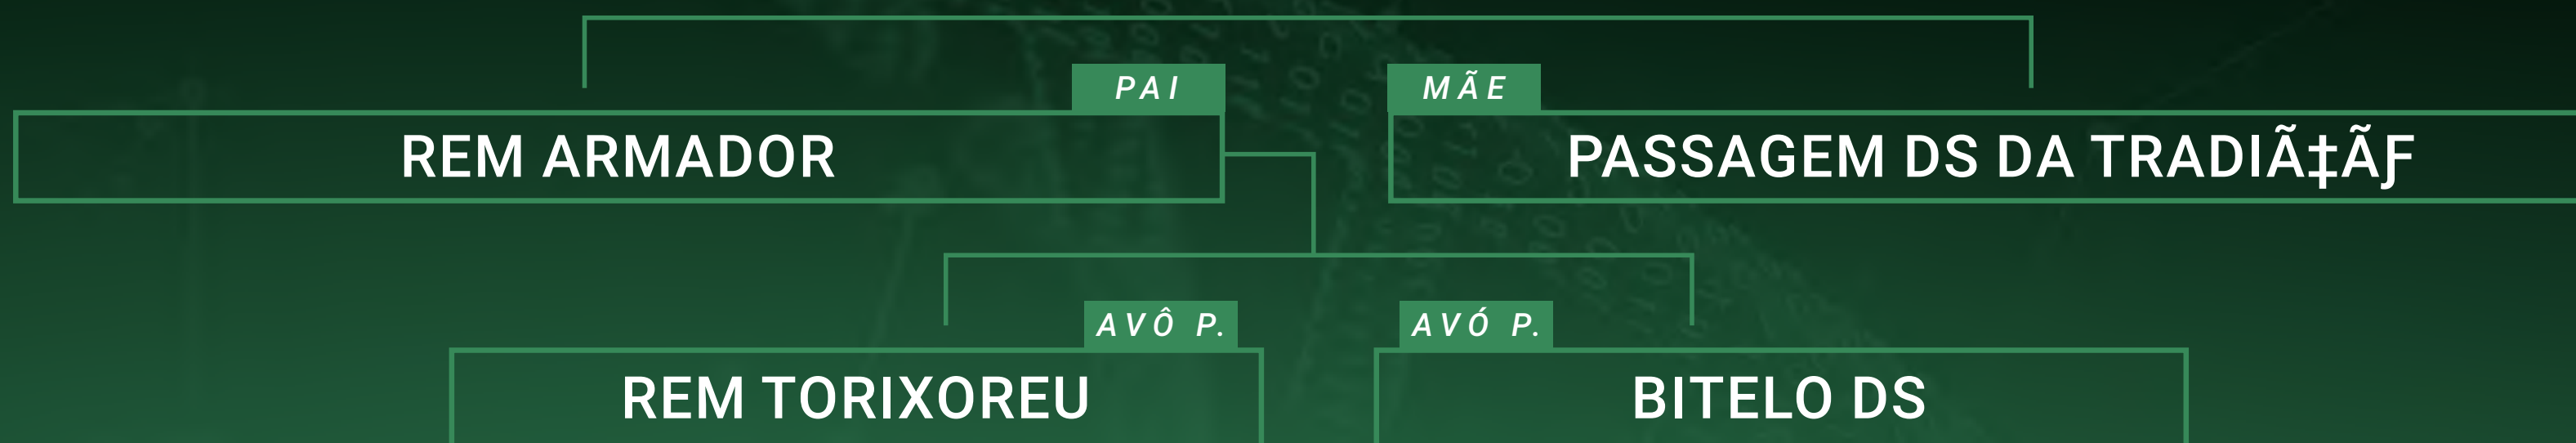 PAI
MÃE
REM ARMADOR
PASSAGEM DS DA TRADIÃ‡ÃƑ
AVÔ P.
AVÓ P.
REM TORIXOREU
BITELO DS